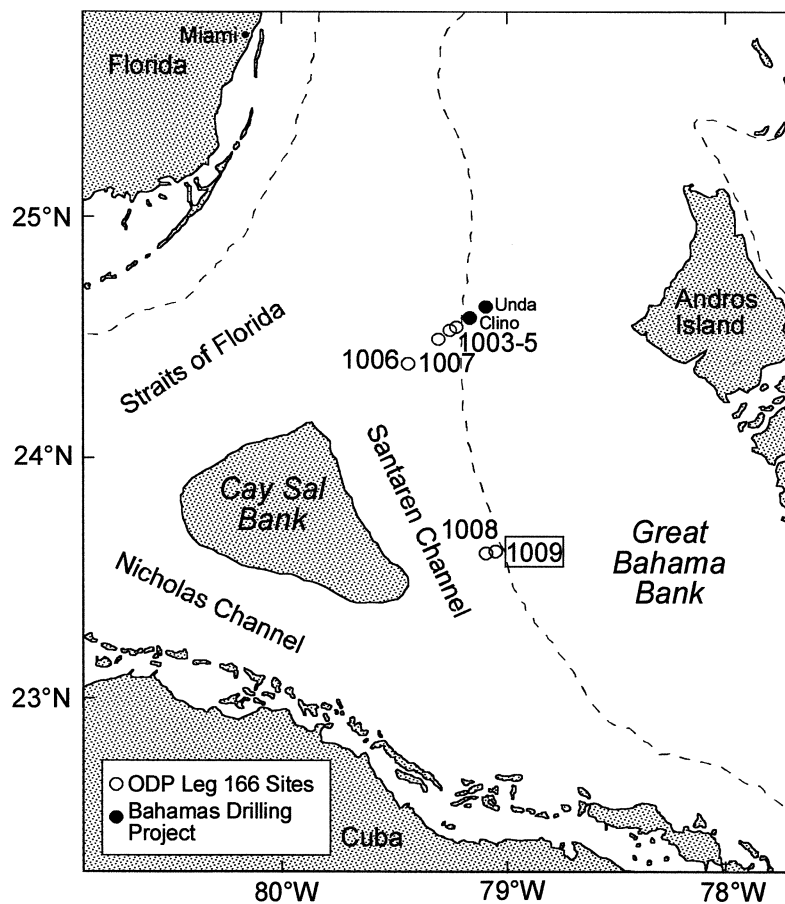 Miami
Florida
25°N
Unda
Clino
1003-5
1006
1007
Andros
Island
Straits of Florida
24°N
Cay Sal
Bank
Santaren Channel
1008
1009
Great
Bahama
Bank
Nicholas Channel
23°N
ODP Leg 166 Sites
Bahamas Drilling
Project
Cuba
80°W
79°W
78°W